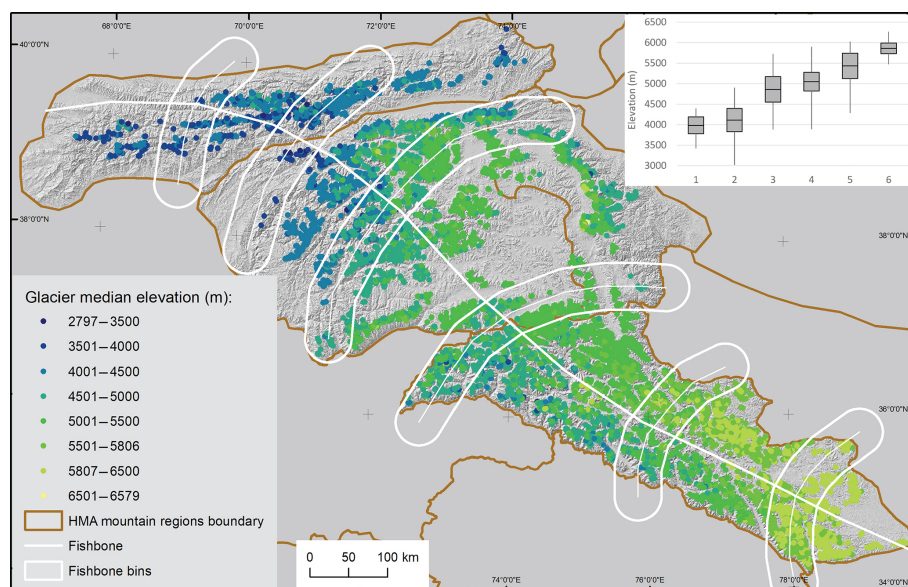 68°0'0"E
70°0'0"E
72°0'0"E
40°0'0"N
38°0'0"N
38°0'0"N
36°0'0"N
34°0'0"N
74°0'0"E
76°0'0"E
78°0'0"E
Elevation (m)
6500
6000
5500
5000
4500
4000
3500
3000
1 2 3 4 5 6
Glacier median elevation (m):
2797–3500
3501–4000
4001–4500
4501–5000
5001–5500
5501–5806
5807–6500
6501–6579
HMA mountain regions boundary
Fishbone
Fishbone bins
0 50 100 km